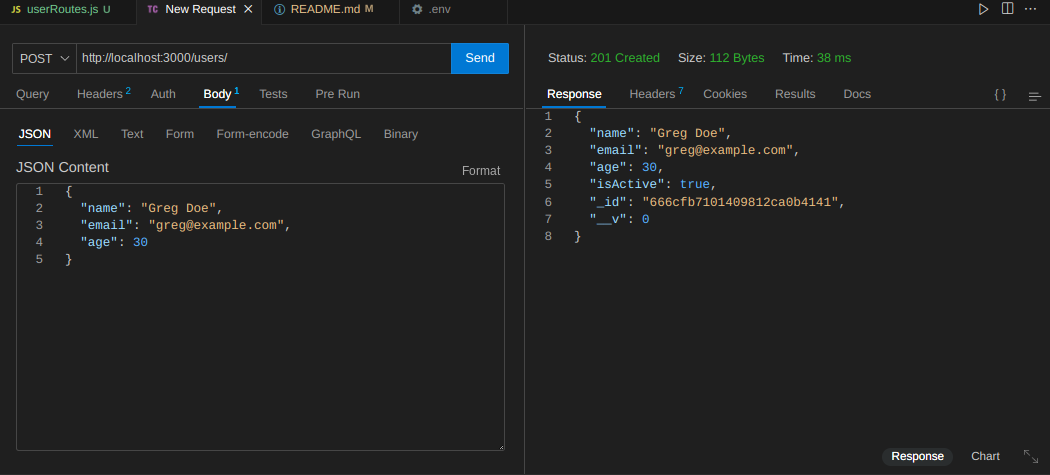 JS userRoutes.js U TC New Request × README.md M .env ...
POST http://localhost:3000/users/ Send
Query Headers 2 Auth Body 1 Tests Pre Run
JSON XML Text Form Form-encode GraphQL Binary
JSON Content Format
1 {
2 "name": "Greg Doe",
3 "email": "greg@example.com",
4 "age": 30
5 }
Status: 201 Created Size: 112 Bytes Time: 38 ms
Response Headers 7 Cookies Results Docs { }
1 {
2 "name": "Greg Doe",
3 "email": "greg@example.com",
4 "age": 30,
5 "isActive": true,
6 "_id": "666cfb7101409812ca0b4141",
7 "__v": 0
8 }
Response Chart